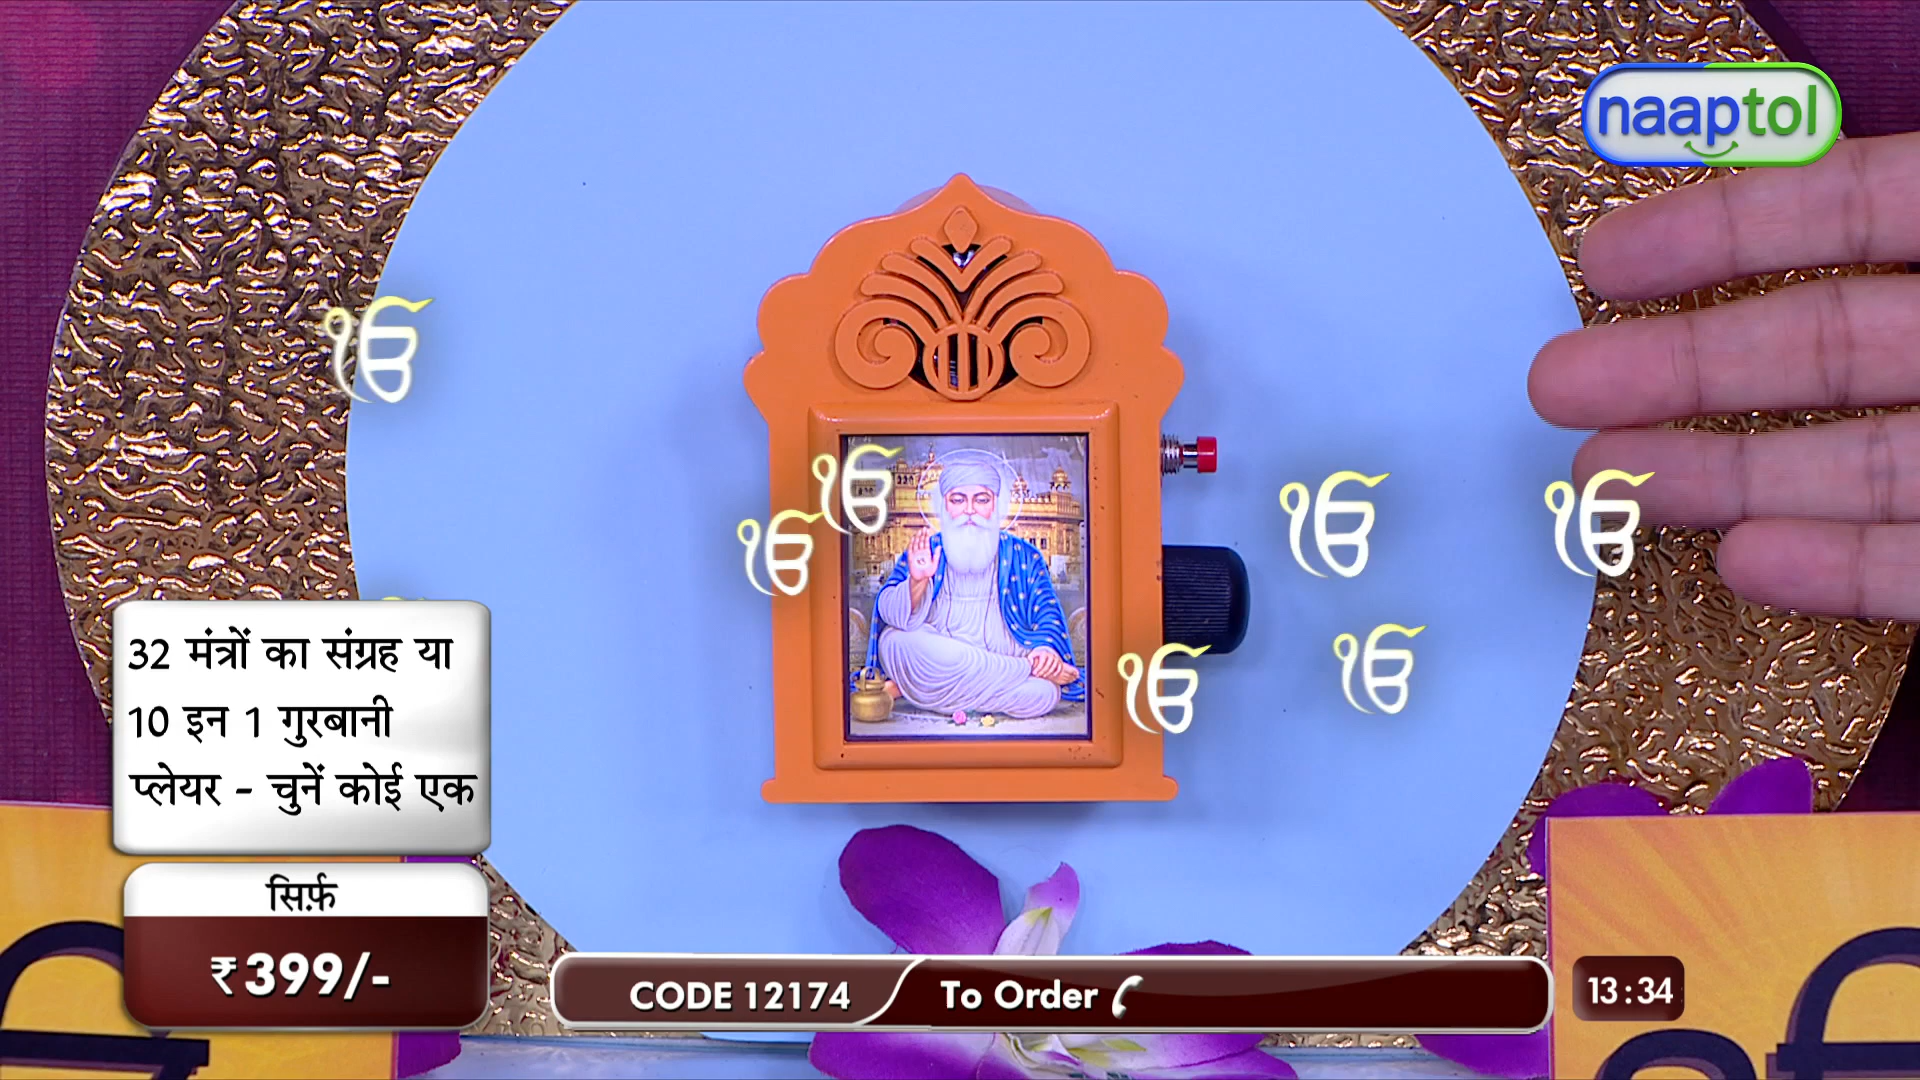 naaptol
ੴ
ੴ
ੴ
ੴ
ੴ
ੴ
ੴ
32 मंत्रों का संग्रह या
10 इन 1 गुरबानी
प्लेयर - चुनें कोई एक
सिर्फ़
₹399/-
CODE 12174 To Order
13:34